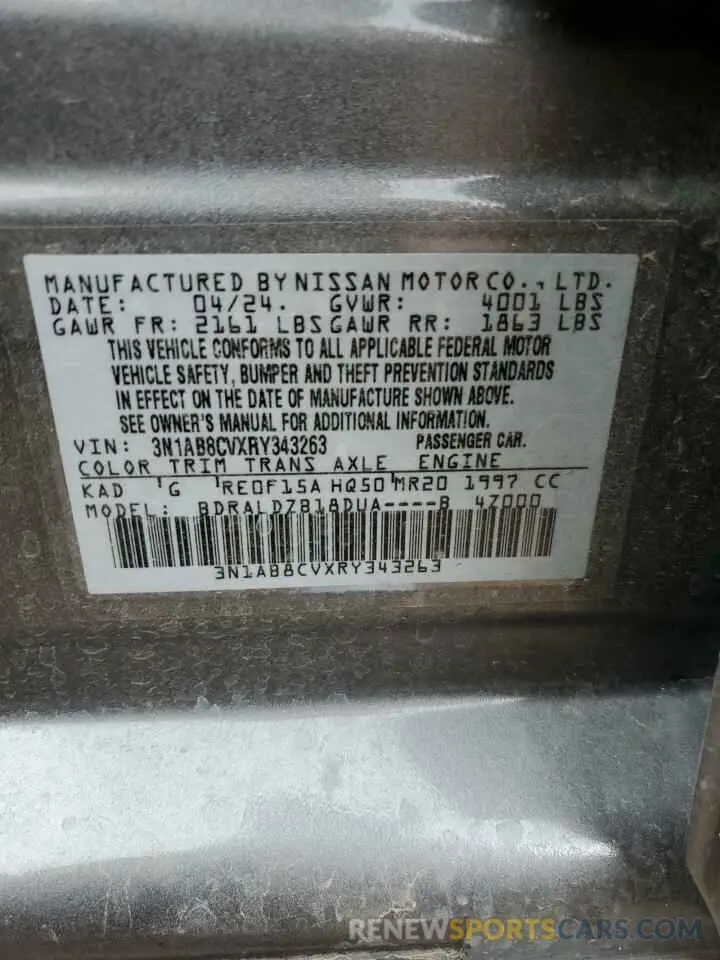 MANUFACTURED BY NISSAN MOTOR CO., LTD.
DATE: 04/24. GVWR: 4001 LBS
GAWR FR: 2161 LBS GAWR RR: 1863 LBS
THIS VEHICLE CONFORMS TO ALL APPLICABLE FEDERAL MOTOR
VEHICLE SAFETY, BUMPER AND THEFT PREVENTION STANDARDS
IN EFFECT ON THE DATE OF MANUFACTURE SHOWN ABOVE.
SEE OWNER'S MANUAL FOR ADDITIONAL INFORMATION.
VIN: 3N1AB8CVXRY343263 PASSENGER CAR.
COLOR TRIM TRANS AXLE ENGINE
KAD G RE0F15A HQ50 MR20 1997 CC
MODEL: BDRALDZ818DUA----B 4Z000
3N1AB8CVXRY343263
RENEWSPORTSCARS.COM